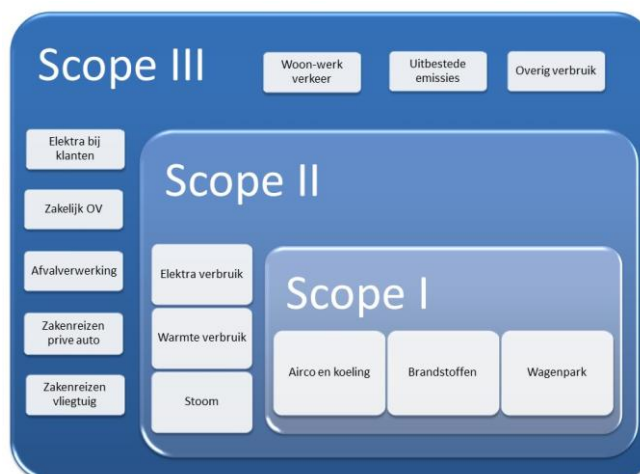 Scope III
Woon-werk
verkeer
Uitbestede
emissies
Overig verbruik
Elektra bij
klanten
Zakelijk OV
Afvalverwerking
Zakenreizen
prive auto
Zakenreizen
vliegtuig
Scope II
Elektra verbruik
Warmte verbruik
Stoom
Scope I
Airco en koeling
Brandstoffen
Wagenpark